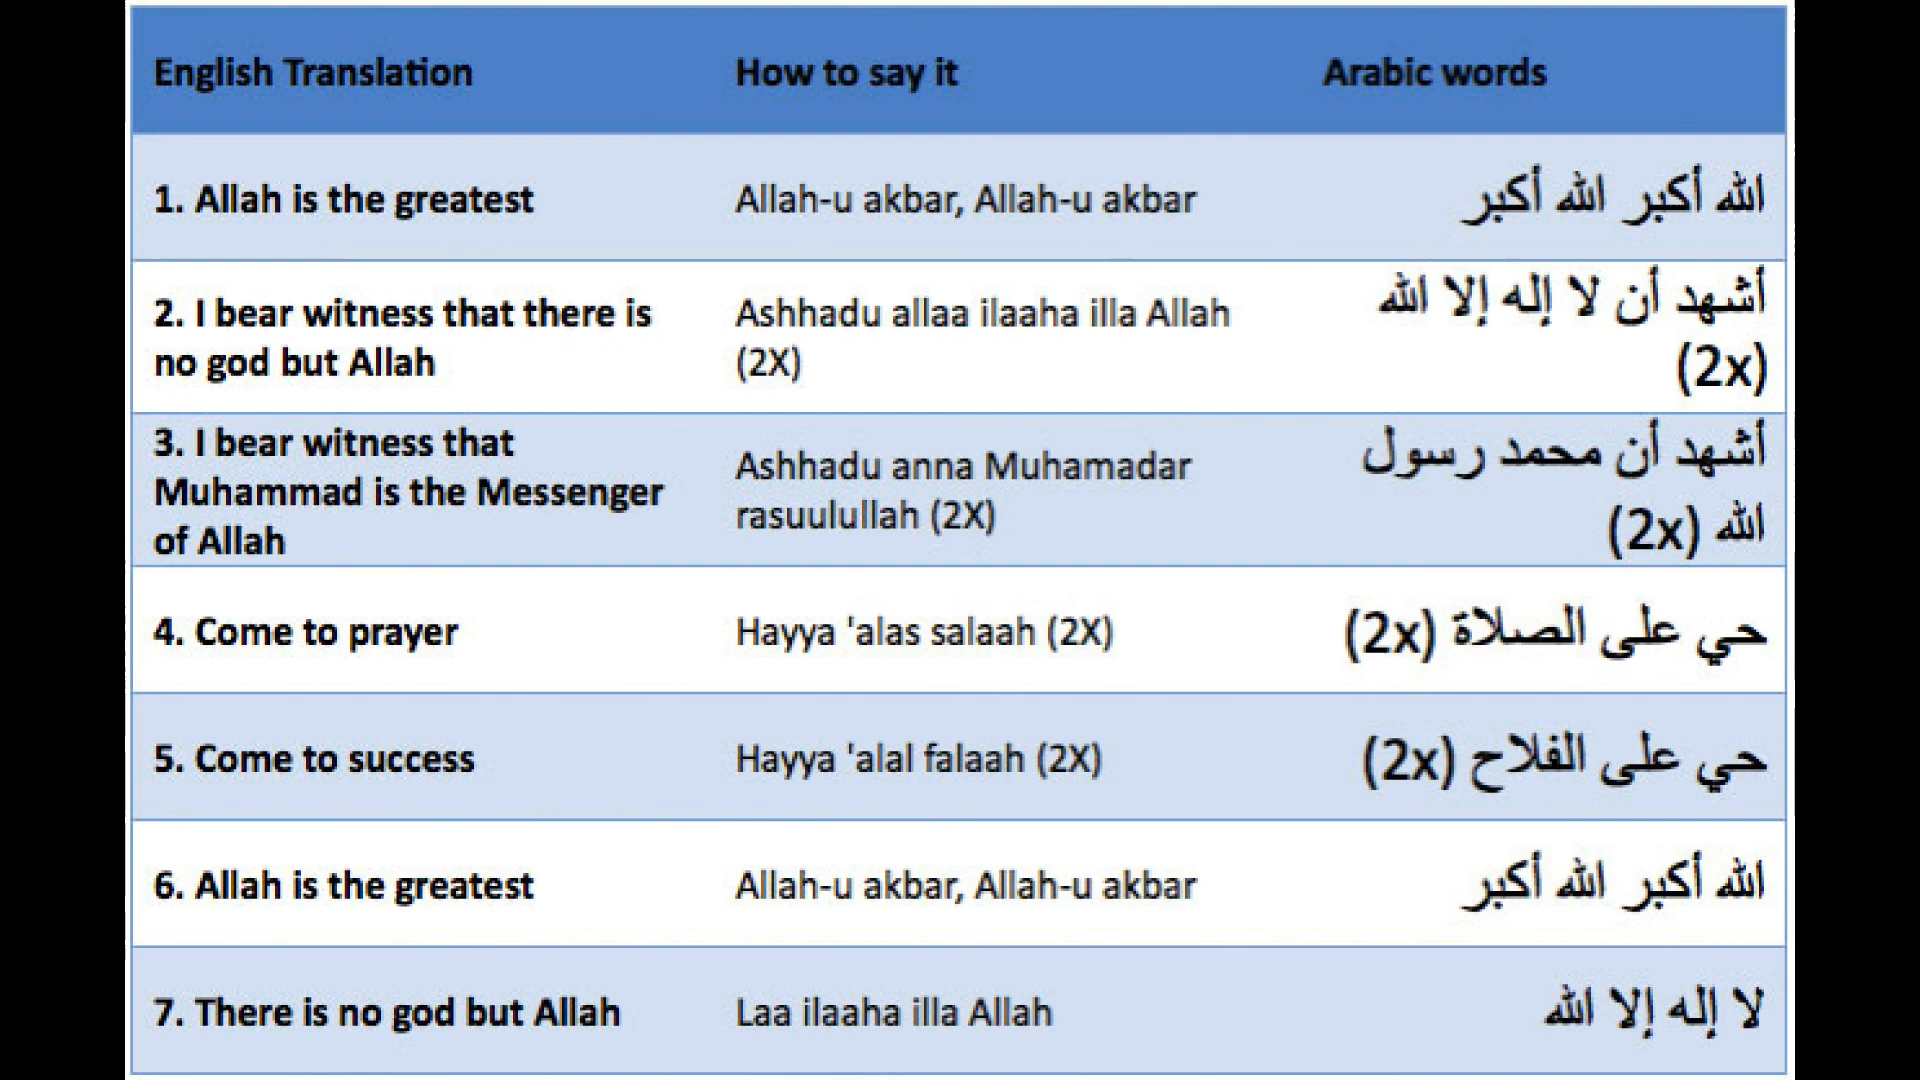 English Translation How to say it Arabic words
1. Allah is the greatest Allah-u akbar, Allah-u akbar الله أكبر الله أكبر
2. I bear witness that there is
no god but Allah
Ashhadu allaa ilaaha illa Allah
(2X)
أشهد أن لا إله إلا الله
(2x)
3. I bear witness that
Muhammad is the Messenger
of Allah
Ashhadu anna Muhamadar
rasuulullah (2X)
أشهد أن محمد رسول
الله (2x)
4. Come to prayer Hayya 'alas salaah (2X) حي على الصلاة (2x)
5. Come to success Hayya 'alal falaah (2X) حي على الفلاح (2x)
6. Allah is the greatest Allah-u akbar, Allah-u akbar الله أكبر الله أكبر
7. There is no god but Allah Laa ilaaha illa Allah لا إله إلا الله